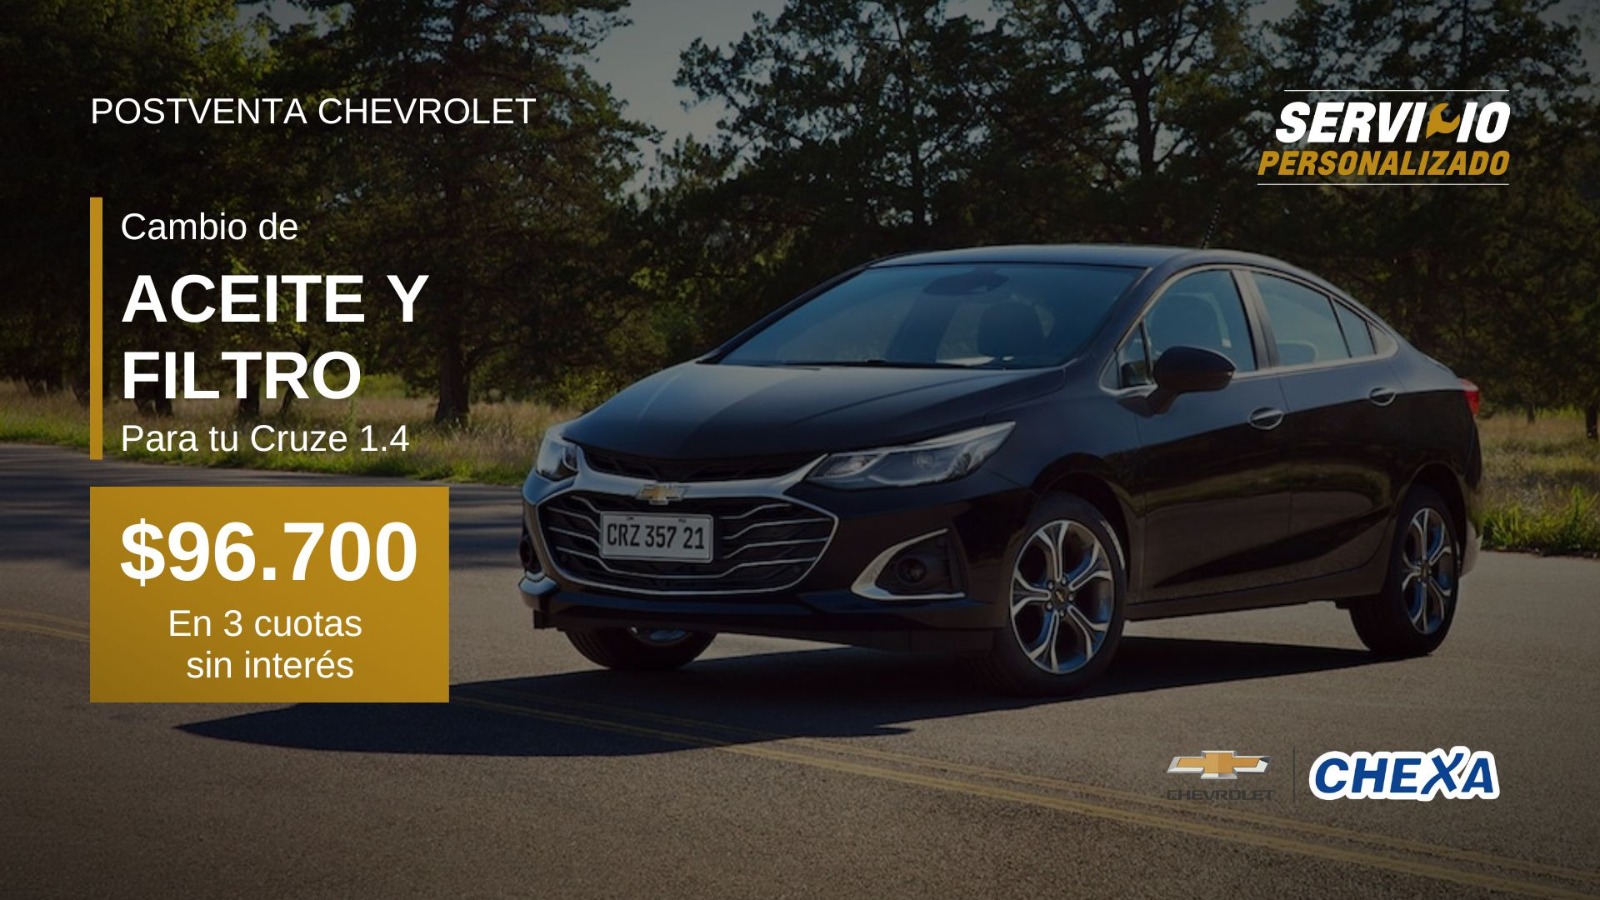 POSTVENTA CHEVROLET
SERVICIO
PERSONALIZADO
Cambio de
ACEITE Y
FILTRO
Para tu Cruze 1.4
$96.700
En 3 cuotas
sin interés
CRZ 357 21
CHEVROLET
CHEXA